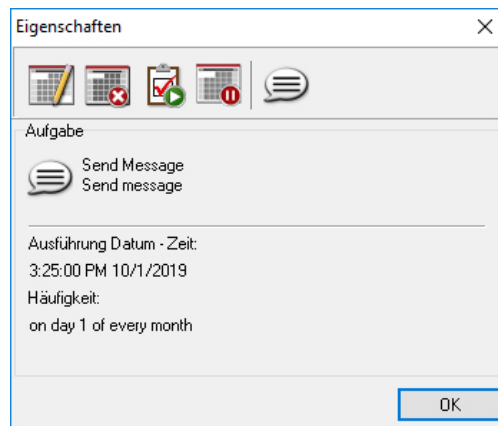 Eigenschaften
Aufgabe
Send Message
Send message
Ausführung Datum - Zeit:
3:25:00 PM 10/1/2019
Häufigkeit:
on day 1 of every month
OK